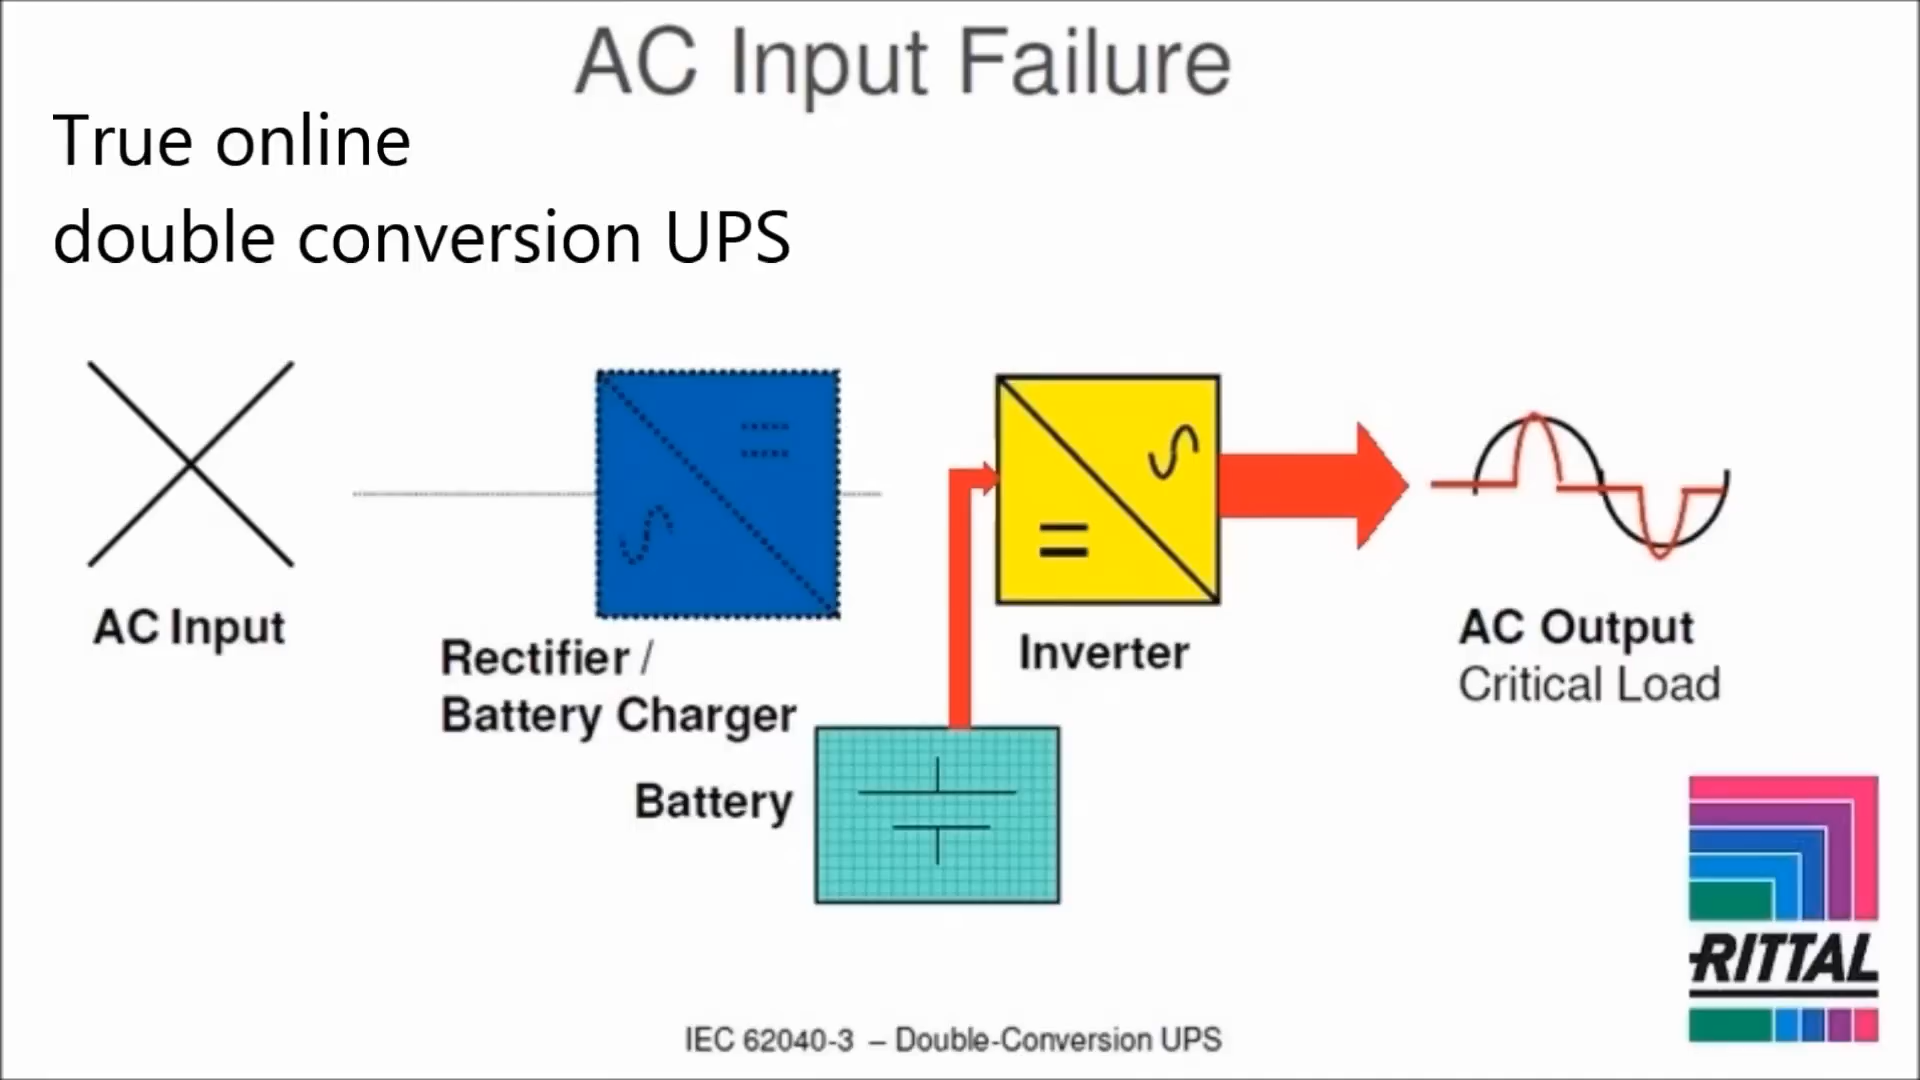 AC Input Failure
True online
double conversion UPS
AC Input
Rectifier /
Battery Charger
Battery
Inverter
AC Output
Critical Load
RITTAL
IEC 62040-3 – Double-Conversion UPS